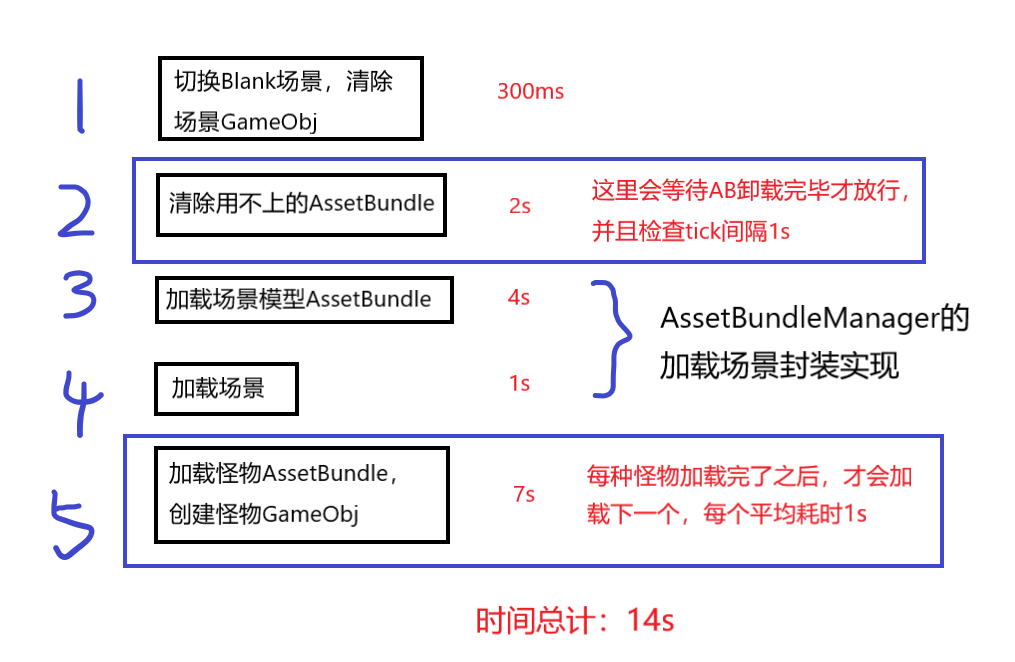 1
切换Blank场景，清除
场景GameObj
300ms
2
清除用不上的AssetBundle
2s
这里会等待AB卸载完毕才放行，
并且检查tick间隔1s
3
加载场景模型AssetBundle
4s
AssetBundleManager的
加载场景封装实现
4
加载场景
1s
5
加载怪物AssetBundle，
创建怪物GameObj
7s
每种怪物加载完了之后，才会加
载下一个，每个平均耗时1s
时间总计：14s